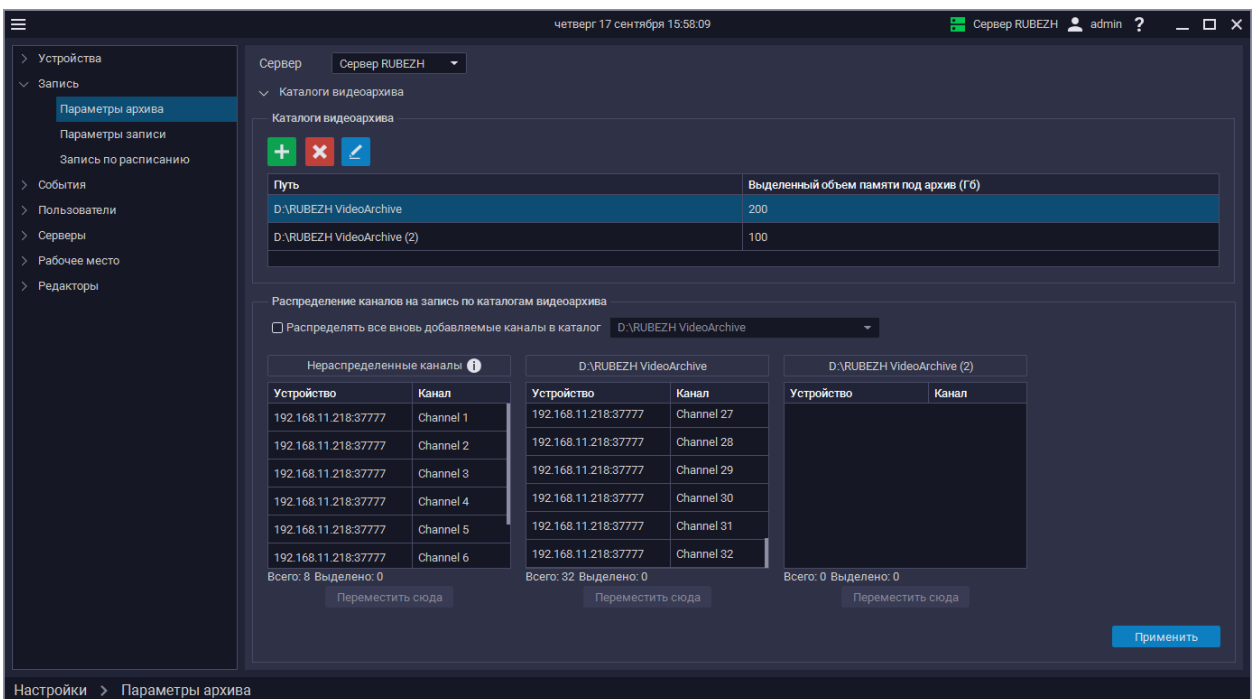 четверг 17 сентября 15:58:09 Сервер RUBEZH admin ?
Устройства
Запись
Параметры архива
Параметры записи
Запись по расписанию
События
Пользователи
Серверы
Рабочее место
Редакторы
Сервер Сервер RUBEZH
Каталоги видеоархива
Каталоги видеоархива
Путь Выделенный объем памяти под архив (Гб)
D:\RUBEZH VideoArchive 200
D:\RUBEZH VideoArchive (2) 100
Распределение каналов на запись по каталогам видеоархива
Распределять все вновь добавляемые каналы в каталог D:\RUBEZH VideoArchive
Нераспределенные каналы i
Устройство Канал
192.168.11.218:37777 Channel 1
192.168.11.218:37777 Channel 2
192.168.11.218:37777 Channel 3
192.168.11.218:37777 Channel 4
192.168.11.218:37777 Channel 5
192.168.11.218:37777 Channel 6
Всего: 8 Выделено: 0
Переместить сюда
D:\RUBEZH VideoArchive
Устройство Канал
192.168.11.218:37777 Channel 27
192.168.11.218:37777 Channel 28
192.168.11.218:37777 Channel 29
192.168.11.218:37777 Channel 30
192.168.11.218:37777 Channel 31
192.168.11.218:37777 Channel 32
Всего: 32 Выделено: 0
Переместить сюда
D:\RUBEZH VideoArchive (2)
Устройство Канал
Всего: 0 Выделено: 0
Переместить сюда
Применить
Настройки > Параметры архива